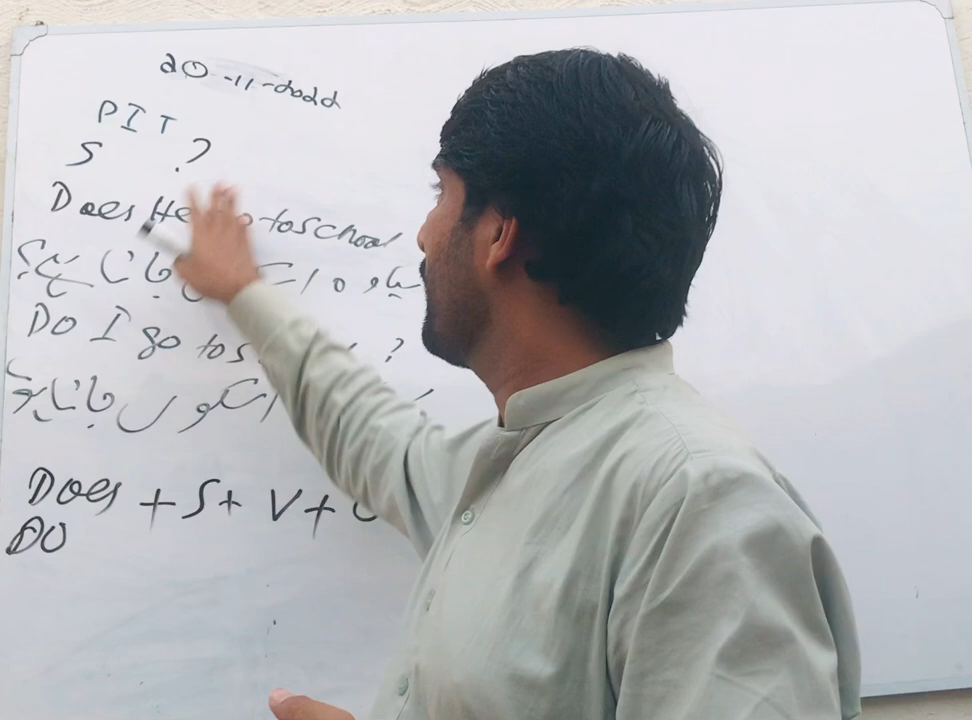 20-11-2022
PIT
S ?
Does He to school
کیا وہ جاتا ہے؟
Do I go to s ?
سکول جاتا ہوں
Does + S + V +
DO